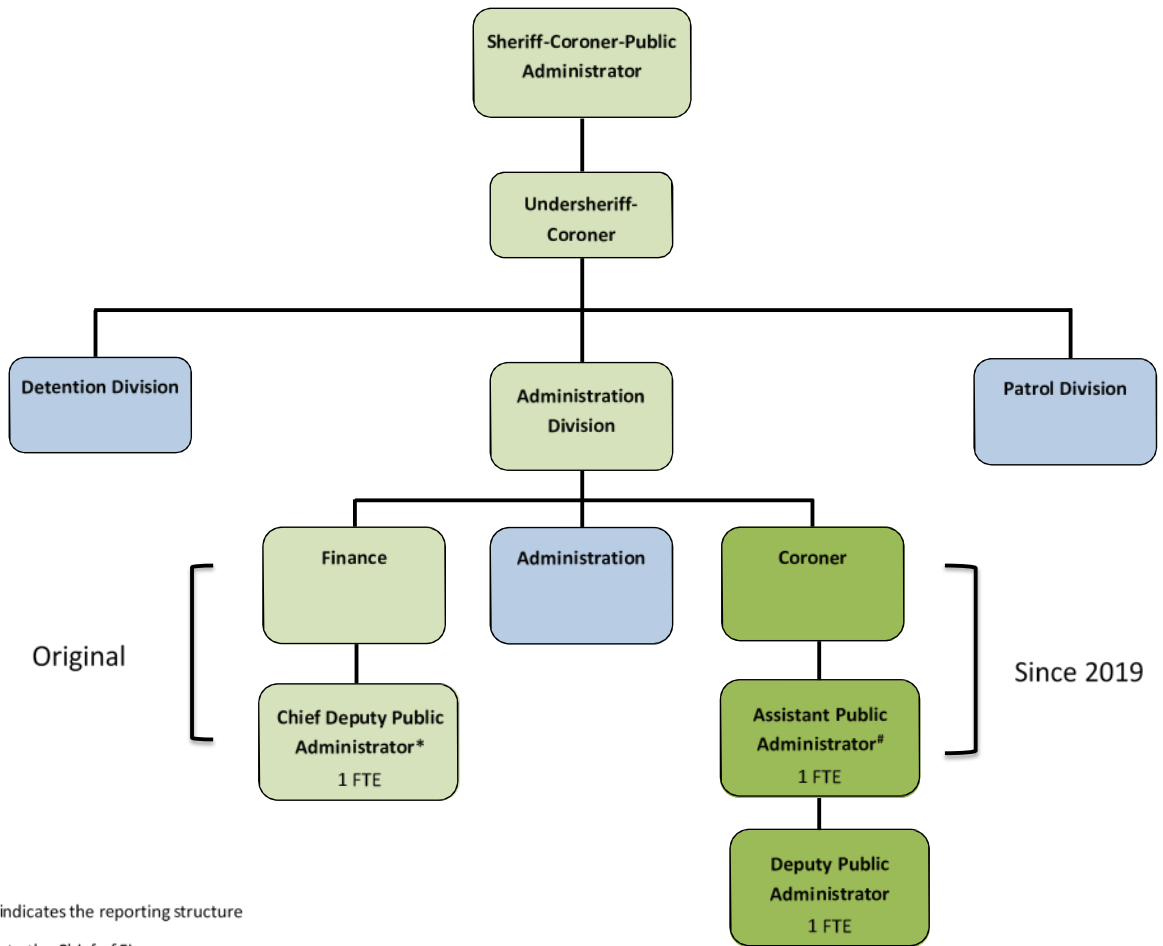 Sheriff-Coroner-Public
Administrator
Undersheriff-
Coroner
Detention Division
Administration
Division
Patrol Division
Finance
Administration
Coroner
Original
Since 2019
Chief Deputy Public
Administrator*
1 FTE
Assistant Public
Administrator#
1 FTE
Deputy Public
Administrator
1 FTE
indicates the reporting structure